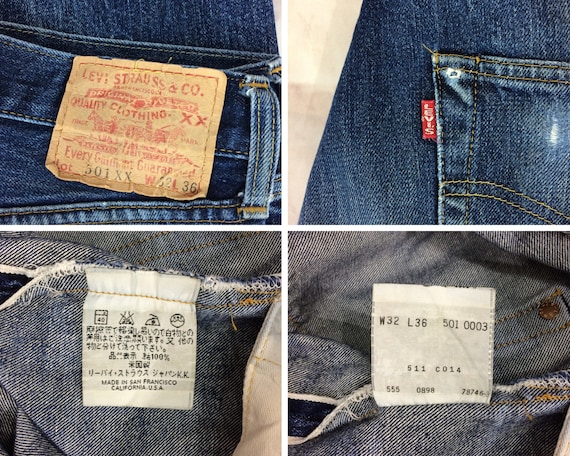 LEVI STRAUSS & CO.
QUALITY CLOTHING
XX
Every Garment Guaranteed
Lot 501XX W32 L36
LEVI'S
40
品質表示 綿100%
米国製
リーバイ・ストラウス ジャパンK.K.
MADE IN SAN FRANCISCO
CALIFORNIA.U.S.A.
W32 L36 501 0003
511 C014
555 0898 78746